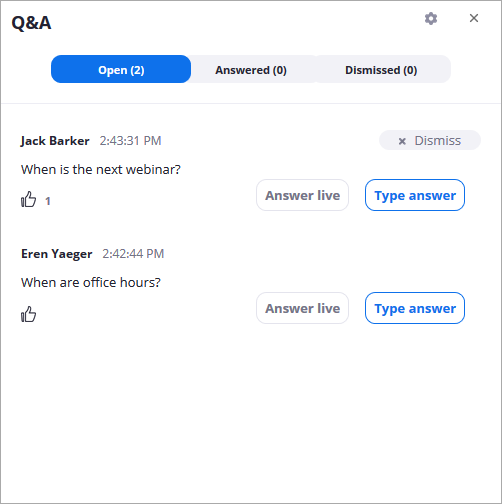 Q&A
Open (2) Answered (0) Dismissed (0)
Jack Barker 2:43:31 PM × Dismiss
When is the next webinar?
1 Answer live Type answer
Eren Yaeger 2:42:44 PM
When are office hours?
Answer live Type answer